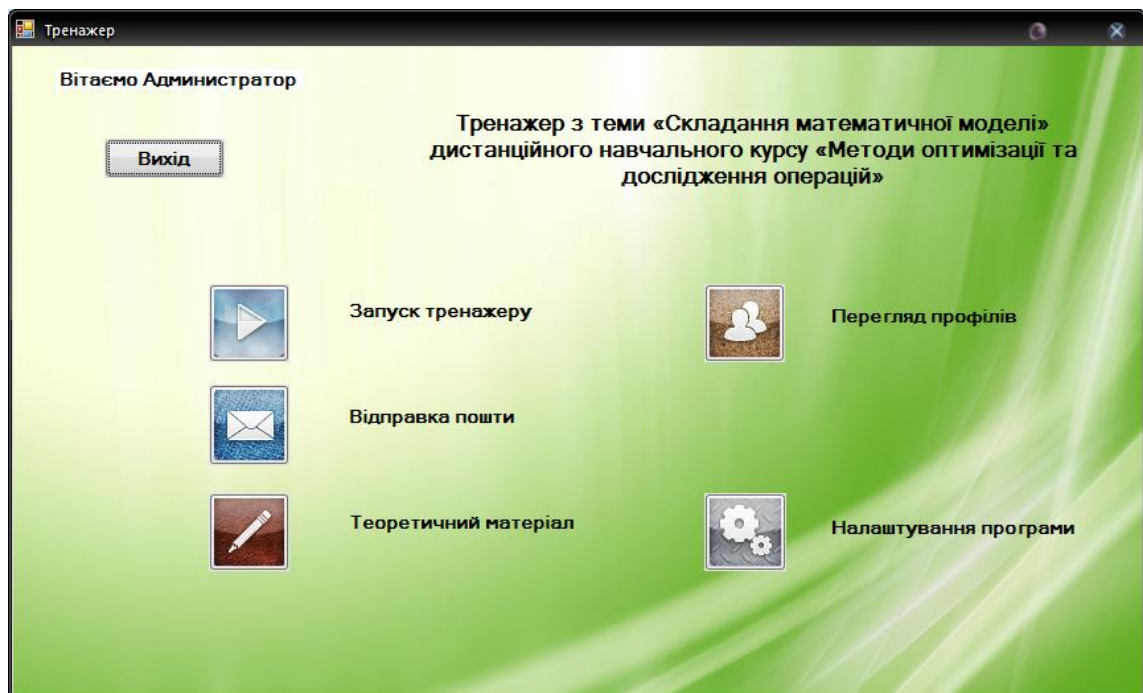 Тренажер
Вітаємо Администратор
Вихід
Тренажер з теми «Складання математичної моделі»
дистанційного навчального курсу «Методи оптимізації та
дослідження операцій»
Запуск тренажеру
Перегляд профілів
Відправка пошти
Теоретичний матеріал
Налаштування програми